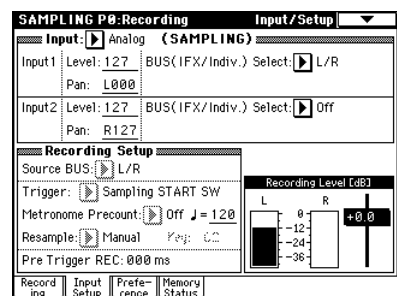 SAMPLING P0:Recording Input/Setup
Input: Analog (SAMPLING)
Input1 Level: 127 BUS(IFX/Indiv.) Select: L/R
Pan: L000
Input2 Level: 127 BUS(IFX/Indiv.) Select: Off
Pan: R127
Recording Setup
Source BUS: L/R
Trigger: Sampling START SW
Metronome Precount: Off ♩=120
Resample: Manual Key:
Pre Trigger REC: 000 ms
Recording Level [dB]
L R
0
-12
-24
-36
+0.0
Record ing
Input Setup
Prefe- rence
Memory Status